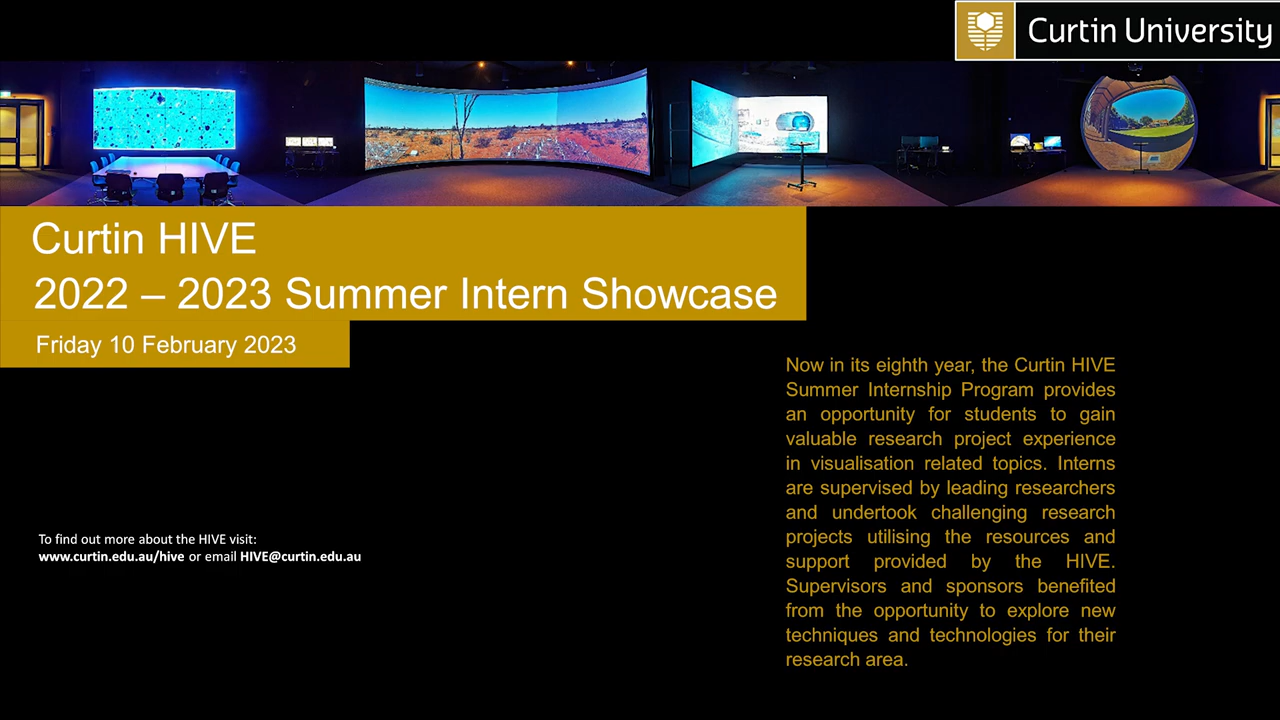 Curtin University
Curtin HIVE
2022 – 2023 Summer Intern Showcase
Friday 10 February 2023
Now in its eighth year, the Curtin HIVE
Summer Internship Program provides
an opportunity for students to gain
valuable research project experience
in visualisation related topics. Interns
are supervised by leading researchers
and undertook challenging research
projects utilising the resources and
support provided by the HIVE.
Supervisors and sponsors benefited
from the opportunity to explore new
techniques and technologies for their
research area.
To find out more about the HIVE visit:
www.curtin.edu.au/hive or email HIVE@curtin.edu.au